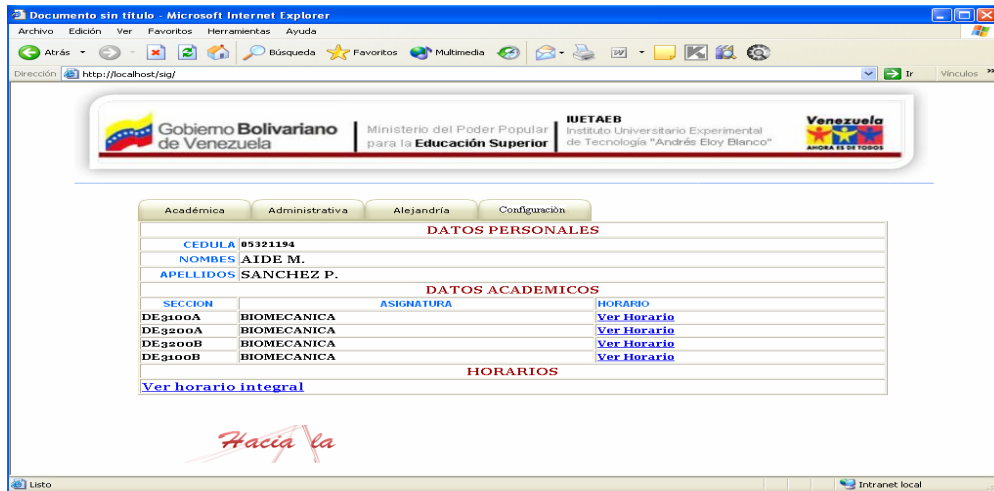 Documento sin título - Microsoft Internet Explorer
Archivo Edición Ver Favoritos Herramientas Ayuda
Atrás Búsqueda Favoritos Multimedia
Dirección http://localhost/sig/ Ir Vínculos »
Gobierno Bolivariano
de Venezuela
Ministerio del Poder Popular
para la Educación Superior
IUETAEB
Instituto Universitario Experimental
de Tecnología "Andrés Eloy Blanco"
Venezuela
AHORA ES DE TODOS
Académica Administrativa Alejandría Configuración
DATOS PERSONALES
CEDULA 05321194
NOMBES AIDE M.
APELLIDOS SANCHEZ P.
DATOS ACADEMICOS
SECCION ASIGNATURA HORARIO
DE3100A BIOMECANICA Ver Horario
DE3200A BIOMECANICA Ver Horario
DE3200B BIOMECANICA Ver Horario
DE3100B BIOMECANICA Ver Horario
HORARIOS
Ver horario integral
Hacia la
Listo Intranet local